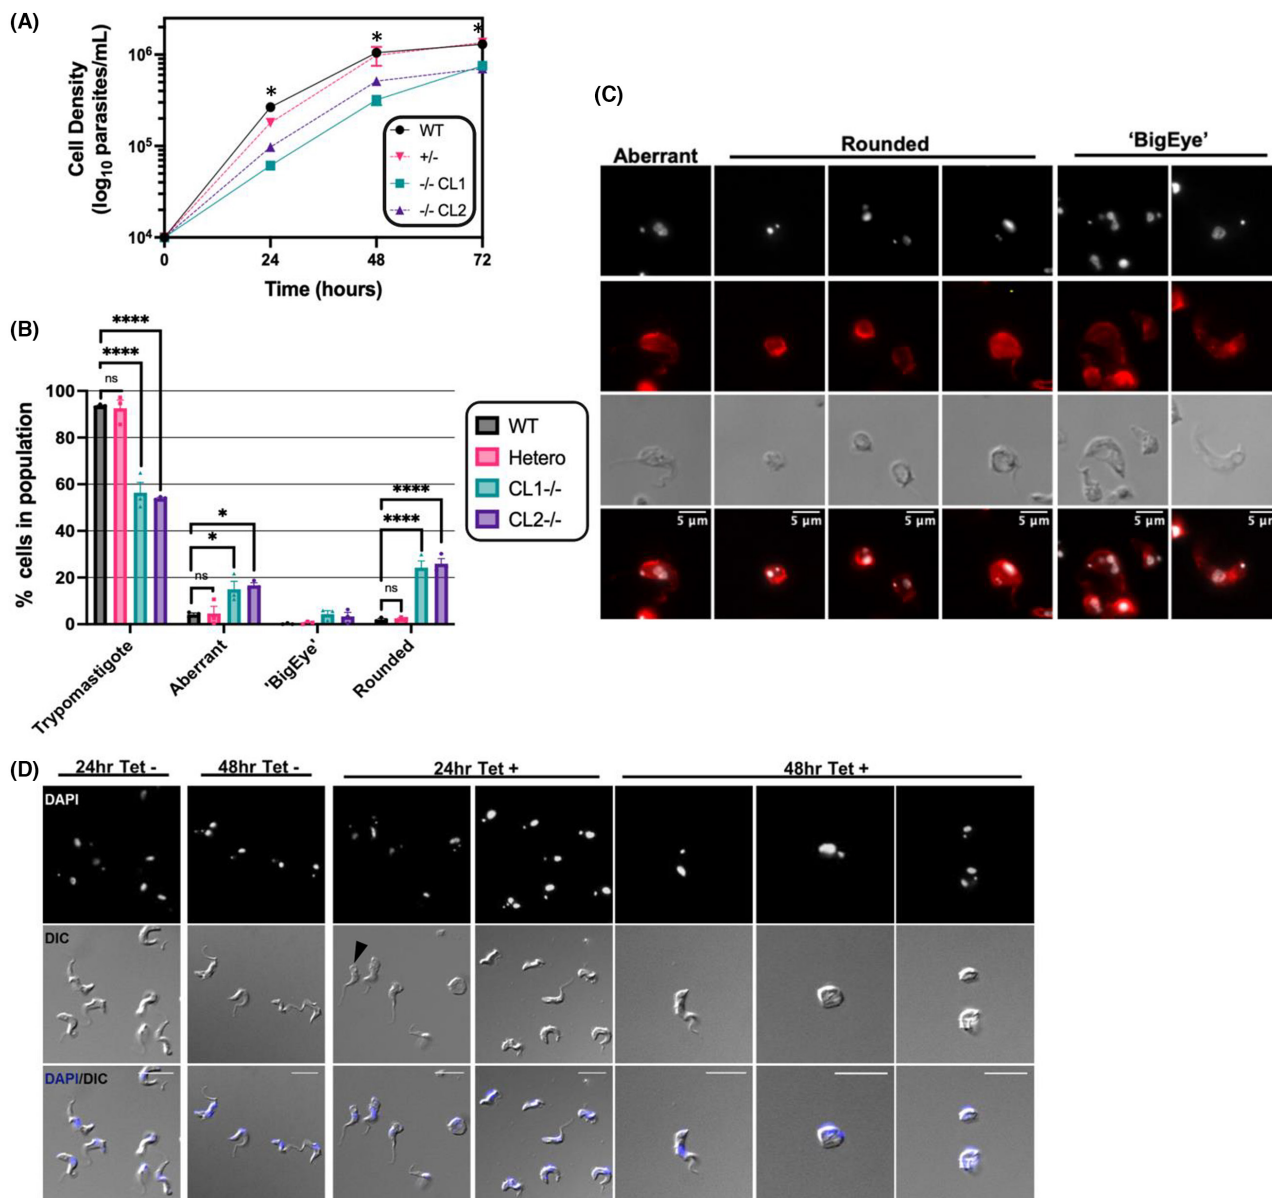 (A)
Cell Density
(log10 parasites/mL)
10^6
10^5
10^4
*
*
*
WT
+/-
-/- CL1
-/- CL2
0
24
48
72
Time (hours)
(B)
% cells in population
100
80
60
40
20
0
****
****
ns
*
*
ns
****
****
ns
Trypomastigote
Aberrant
'BigEye'
Rounded
WT
Hetero
CL1-/-
CL2-/-
(C)
Aberrant
Rounded
'BigEye'
5 µm
5 µm
5 µm
5 µm
5 µm
5 µm
(D)
24hr Tet -
48hr Tet -
24hr Tet +
48hr Tet +
DAPI
DIC
DAPI/DIC